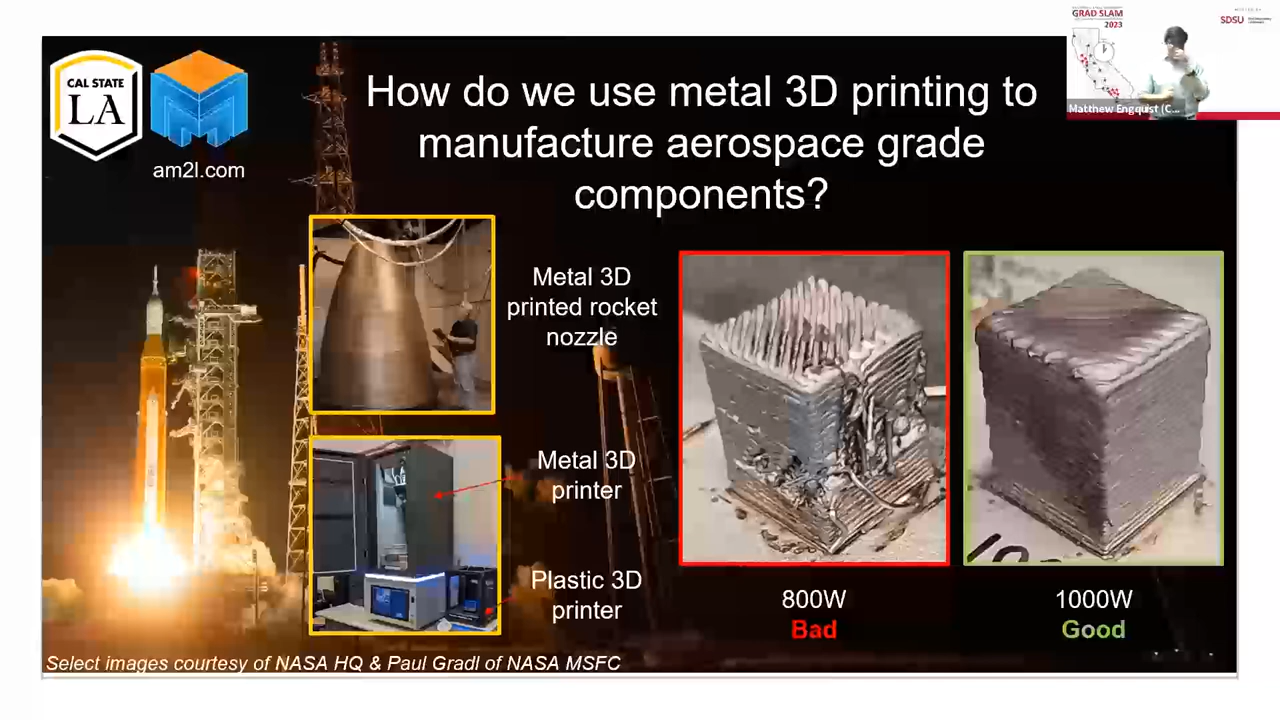 CAL STATE
LA
am2l.com
How do we use metal 3D printing to
manufacture aerospace grade
components?
Metal 3D
printed rocket
nozzle
Metal 3D
printer
Plastic 3D
printer
800W
Bad
1000W
Good
Select images courtesy of NASA HQ & Paul Gradl of NASA MSFC
GRAD SLAM
2023
HOSTED BY
SDSU
Matthew Engquist (C...